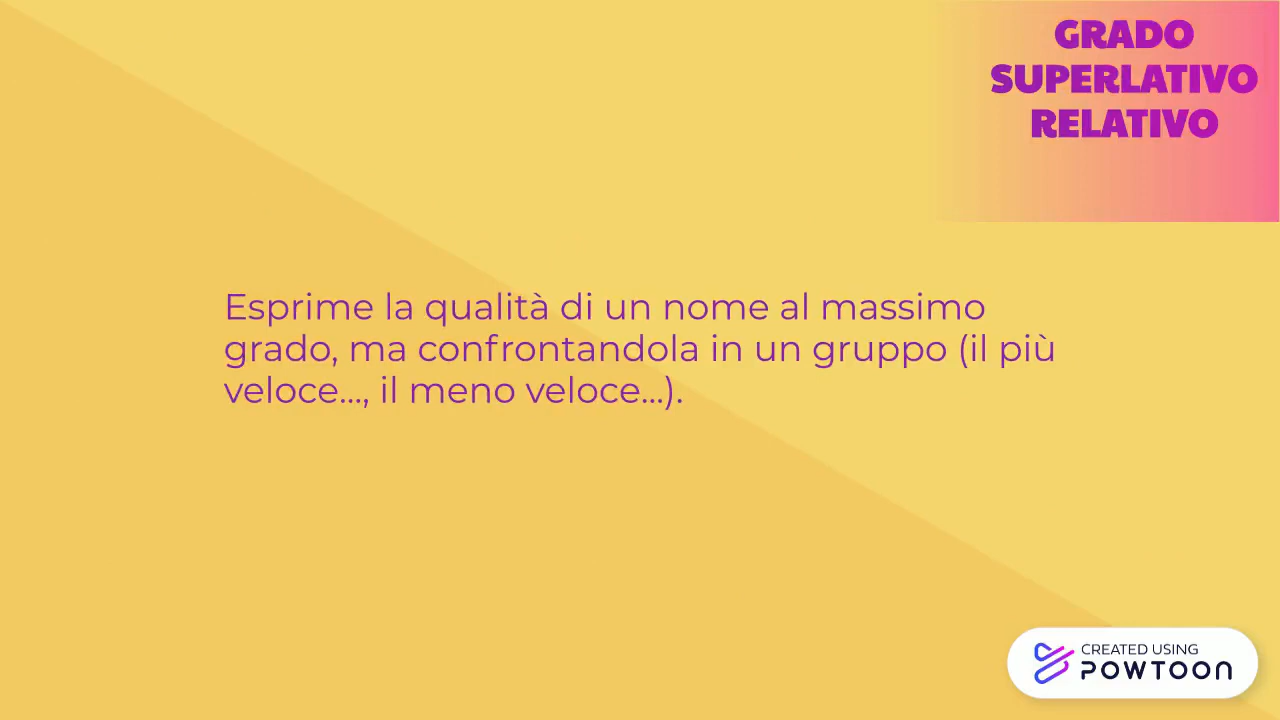 GRADO
SUPERLATIVO
RELATIVO
Esprime la qualità di un nome al massimo
grado, ma confrontandola in un gruppo (il più
veloce..., il meno veloce...).
CREATED USING
POWTOON